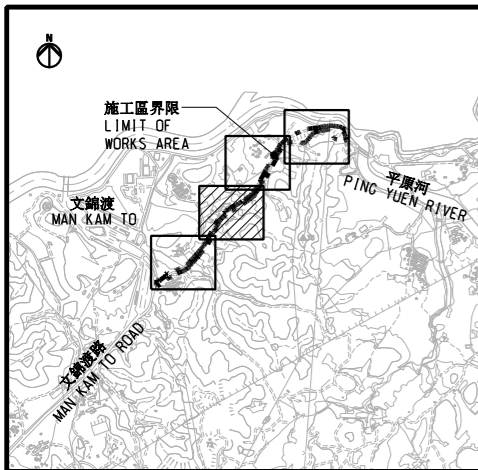 N
施工區界限
LIMIT OF
WORKS AREA
平原河
PING YUEN RIVER
文錦渡
MAN KAM TO
文錦渡路
MAN KAM TO ROAD